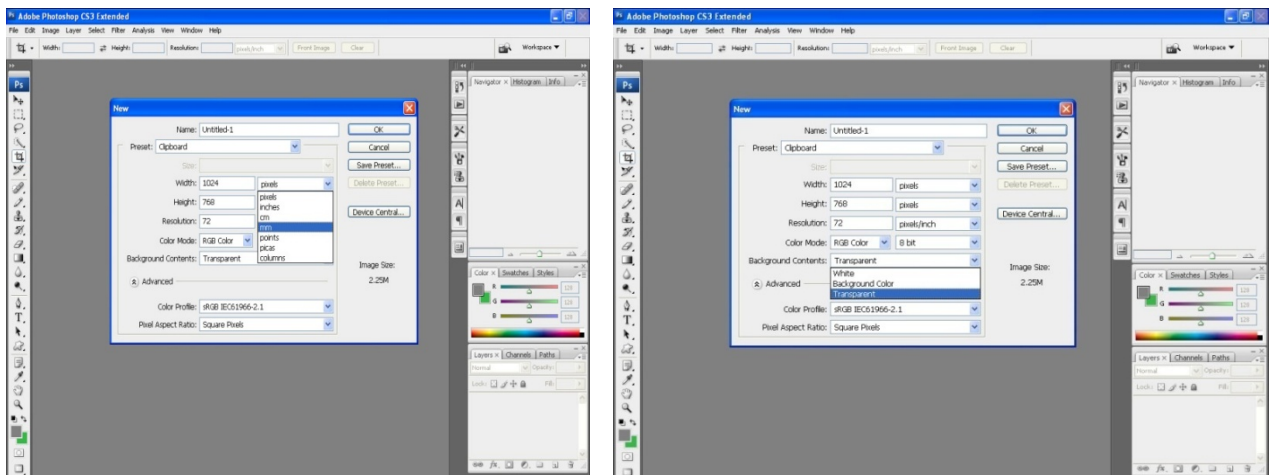 Adobe Photoshop CS3 Extended
File Edit Image Layer Select Filter Analysis View Window Help
Width: Height: Resolution: pixels/inch Front Image Clear Workspace
Ps
Navigator x Histogram Info
New
Name: Untitled-1 OK
Preset: Clipboard Cancel
Size: Save Preset...
Width: 1024 pixels Delete Preset...
pixels
Height: 768 inches
cm Device Central...
Resolution: 72 mm
points
Color Mode: RGB Color picas
Background Contents: Transparent columns
Image Size:
Advanced 2.25M
Color Profile: sRGB IEC61966-2.1
Pixel Aspect Ratio: Square Pixels
Color x Swatches Styles
R 128
G 128
B 128
Layers x Channels Paths
Normal Opacity:
Lock: Fill:
Adobe Photoshop CS3 Extended
File Edit Image Layer Select Filter Analysis View Window Help
Width: Height: Resolution: pixels/inch Front Image Clear Workspace
Ps
Navigator x Histogram Info
New
Name: Untitled-1 OK
Preset: Clipboard Cancel
Size: Save Preset...
Width: 1024 pixels Delete Preset...
Height: 768 pixels
Resolution: 72 pixels/inch Device Central...
Color Mode: RGB Color 8 bit
Background Contents: Transparent
White Image Size:
Advanced Background Color 2.25M
Transparent
Color Profile: sRGB IEC61966-2.1
Pixel Aspect Ratio: Square Pixels
Color x Swatches Styles
R 128
G 128
B 128
Layers x Channels Paths
Normal Opacity:
Lock: Fill: